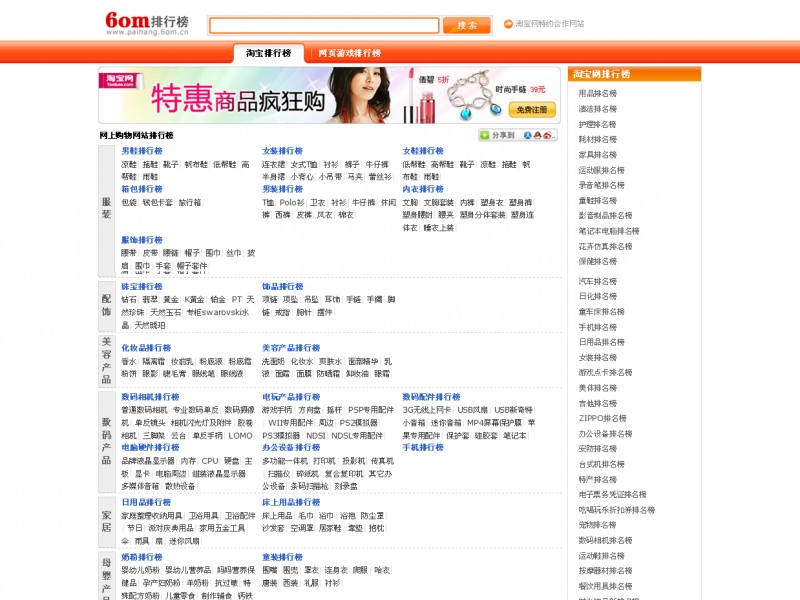 6om排行榜
www.paihang.6om.cn
搜 索
淘宝网特约合作网站
淘宝排行榜 网页游戏排行榜
淘宝网
Taobao.com
特惠商品疯狂购
倩碧 5折
时尚手链 39元
免费注册
网上购物网站排行榜
分享到
服装
男鞋排行榜
凉鞋 拖鞋 靴子 帆布鞋 低帮鞋 高
帮鞋 雨鞋
女装排行榜
连衣裙 女式T恤 衬衫 裤子 牛仔裤
半身裙 小背心 小吊带 马夹 蕾丝衫
女鞋排行榜
低帮鞋 高帮鞋 靴子 凉鞋 拖鞋 帆
布鞋 雨鞋
箱包排行榜
包袋 钱包卡套 旅行箱
男装排行榜
T恤 Polo衫 卫衣 衬衫 牛仔裤 休闲
裤 西裤 皮裤 风衣 棉衣
内衣排行榜
文胸 文胸套装 内裤 塑身衣 塑身裤
塑身腰封 腰夹 塑身分体套装 塑身连
体衣 睡衣上装
服饰排行榜
腰带 皮带 腰链 帽子 围巾 丝巾 披
肩 围巾 手套 帽子套件
配饰
珠宝排行榜
钻石 翡翠 黄金 K黄金 铂金 PT 天
然珍珠 天然玉石 专柜swarovski水
晶 天然琥珀
饰品排行榜
项链 项坠 吊坠 耳饰 手链 手镯 脚
链 戒指 胸针 摆件
美容产品
化妆品排行榜
香水 隔离霜 妆前乳 粉底液 粉底霜
粉饼 眼影 睫毛膏 眼线笔 眼线液
美容产品排行榜
洗面奶 化妆水 爽肤水 面部精华 乳
液 面霜 面膜 防晒霜 卸妆油 眼霜
数码产品
数码相机排行榜
普通数码相机 专业数码单反 数码摄像
机 单反镜头 相机闪光灯及附件 胶卷
相机 三脚架 云台 单反手柄 LOMO
电玩产品排行榜
游戏手柄 方向盘 摇杆 PSP专用配件
WII专用配件 周边 PS2模拟器
PS3模拟器 NDSI NDSL专用配件
数码配件排行榜
3G无线上网卡 USB风扇 USB新奇特
小音箱 迷你音箱 MP4屏幕保护膜 苹
果专用配件 保护套 硅胶套 笔记本
电脑硬件排行榜
品牌液晶显示器 内存 CPU 硬盘 主
板 显卡 电脑周边 组装液晶显示器
多媒体音箱 散热设备
办公设备排行榜
多功能一体机 打印机 投影机 传真机
扫描仪 碎纸机 复合复印机 其它办
公设备 条码扫描枪 刻录盘
手机排行榜
家居
日用品排行榜
家庭整理收纳用具 卫浴用具 卫浴配件
节日 派对庆典用品 家用五金工具
伞 雨具 扇 迷你风扇
床上用品排行榜
床上用品 毛巾 浴巾 浴袍 防尘罩
沙发套 空调罩 居家鞋 靠垫 抱枕
母婴产品
奶粉排行榜
婴幼儿奶粉 婴幼儿营养品 妈妈营养保
健品 孕产妇奶粉 羊奶粉 抗过敏 特
殊配方奶粉 儿童零食 制作辅食 钙铁
童装排行榜
围嘴 围兜 罩衣 连身衣 爬服 哈衣
唐装 西装 礼服 衬衫
淘宝网排行榜
用品排名榜
清洁排名榜
护理排名榜
耗材排名榜
家具排名榜
运动服排名榜
录音笔排名榜
童鞋排名榜
影音制品排名榜
笔记本电脑排名榜
花卉仿真排名榜
保健排名榜
汽车排名榜
日化排名榜
童车床排名榜
手机排名榜
日用品排名榜
女装排名榜
游戏点卡排名榜
美体排名榜
吉他排名榜
ZIPPO排名榜
办公设备排名榜
安防排名榜
台式机排名榜
特产排名榜
电子票务凭证排名榜
吃喝玩乐折扣券排名榜
宠物排名榜
数码相机排名榜
运动鞋排名榜
按摩器材排名榜
餐饮用具排名榜